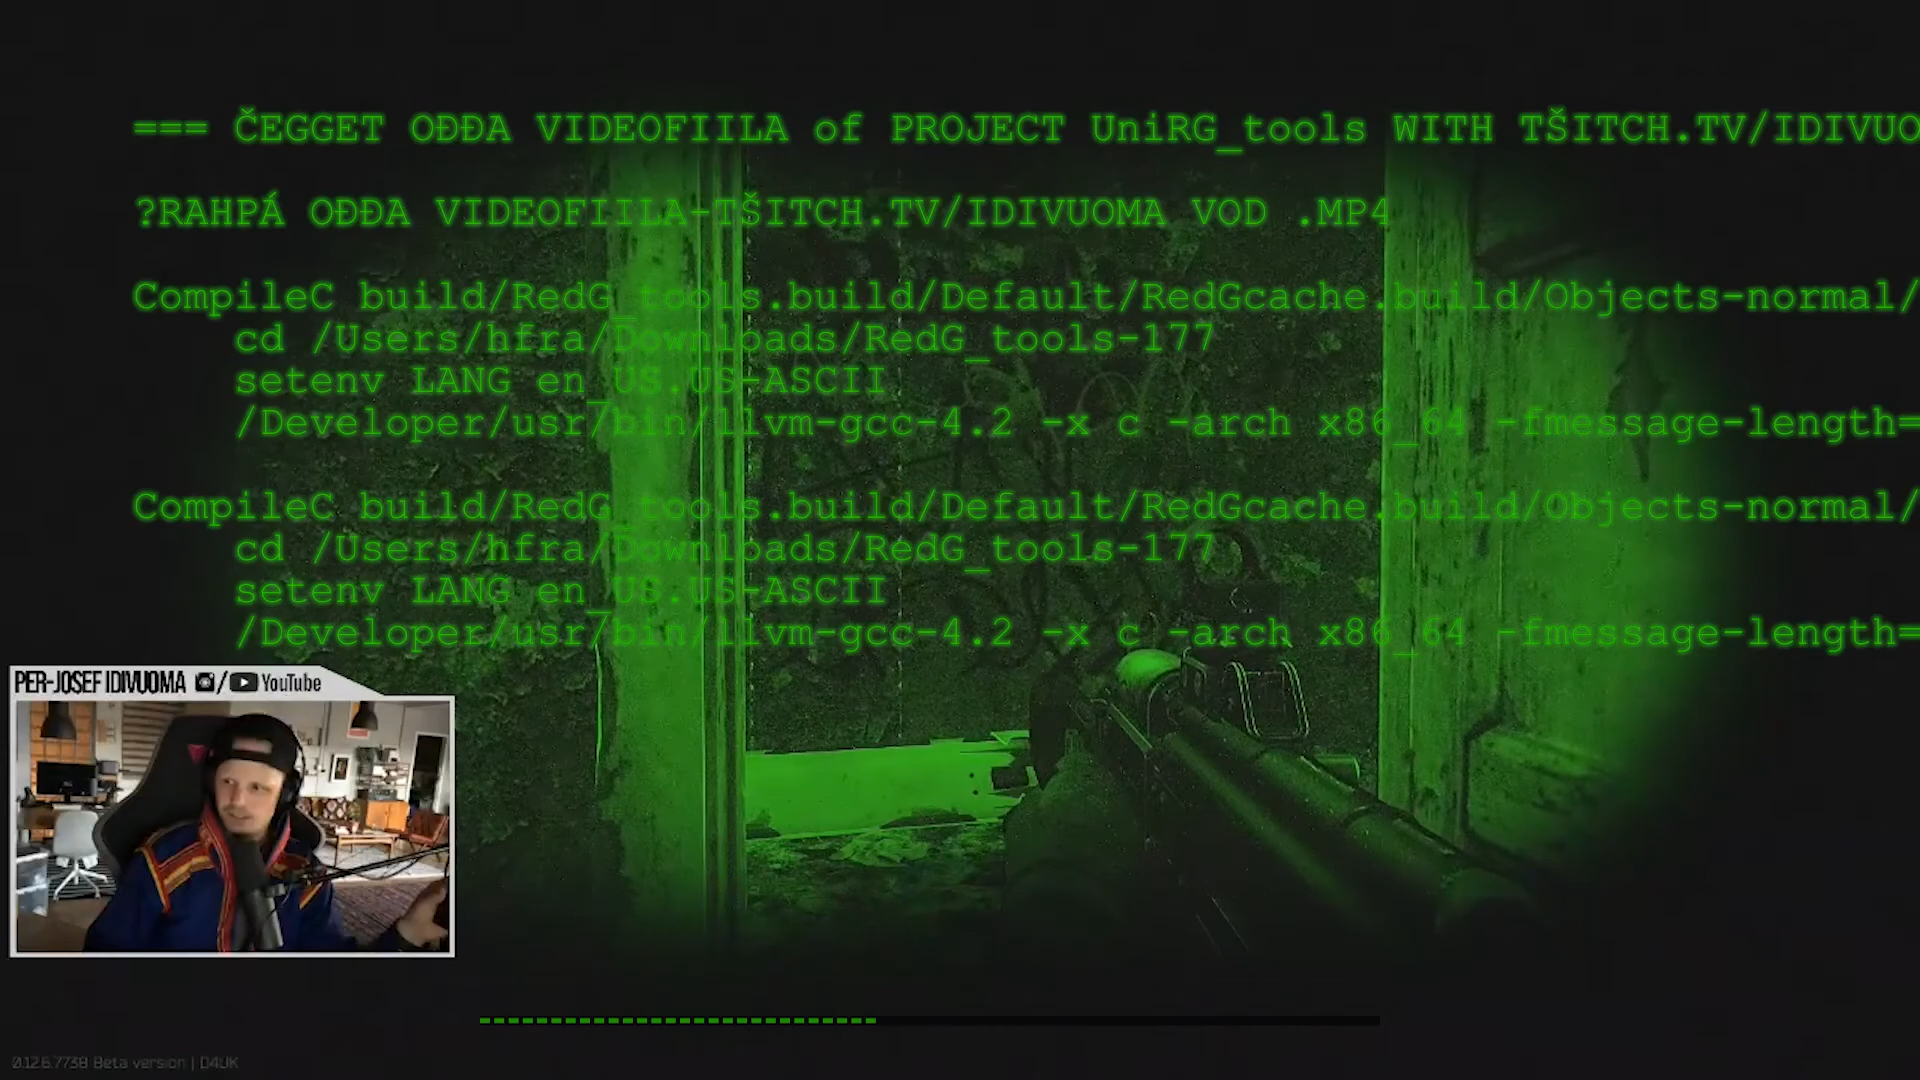 === ČEGGET OĐĐA VIDEOFIILA of PROJECT UniRG_tools WITH TŠITCH.TV/IDIVUO
?RAHPÁ OĐĐA VIDEOFIILA-TŠITCH.TV/IDIVUOMA VOD .MP4
CompileC build/RedG_tools.build/Default/RedGcache.build/Objects-normal/
cd /Users/hfra/Downloads/RedG_tools-177
setenv LANG en_US.US-ASCII
/Developer/usr/bin/llvm-gcc-4.2 -x c -arch x86_64 -fmessage-length=
CompileC build/RedG_tools.build/Default/RedGcache.build/Objects-normal/
cd /Users/hfra/Downloads/RedG_tools-177
setenv LANG en_US.US-ASCII
/Developer/usr/bin/llvm-gcc-4.2 -x c -arch x86_64 -fmessage-length=
PER-JOSEF IDIVUOMA / YouTube
0.12.6.7738 Beta version | D4UK